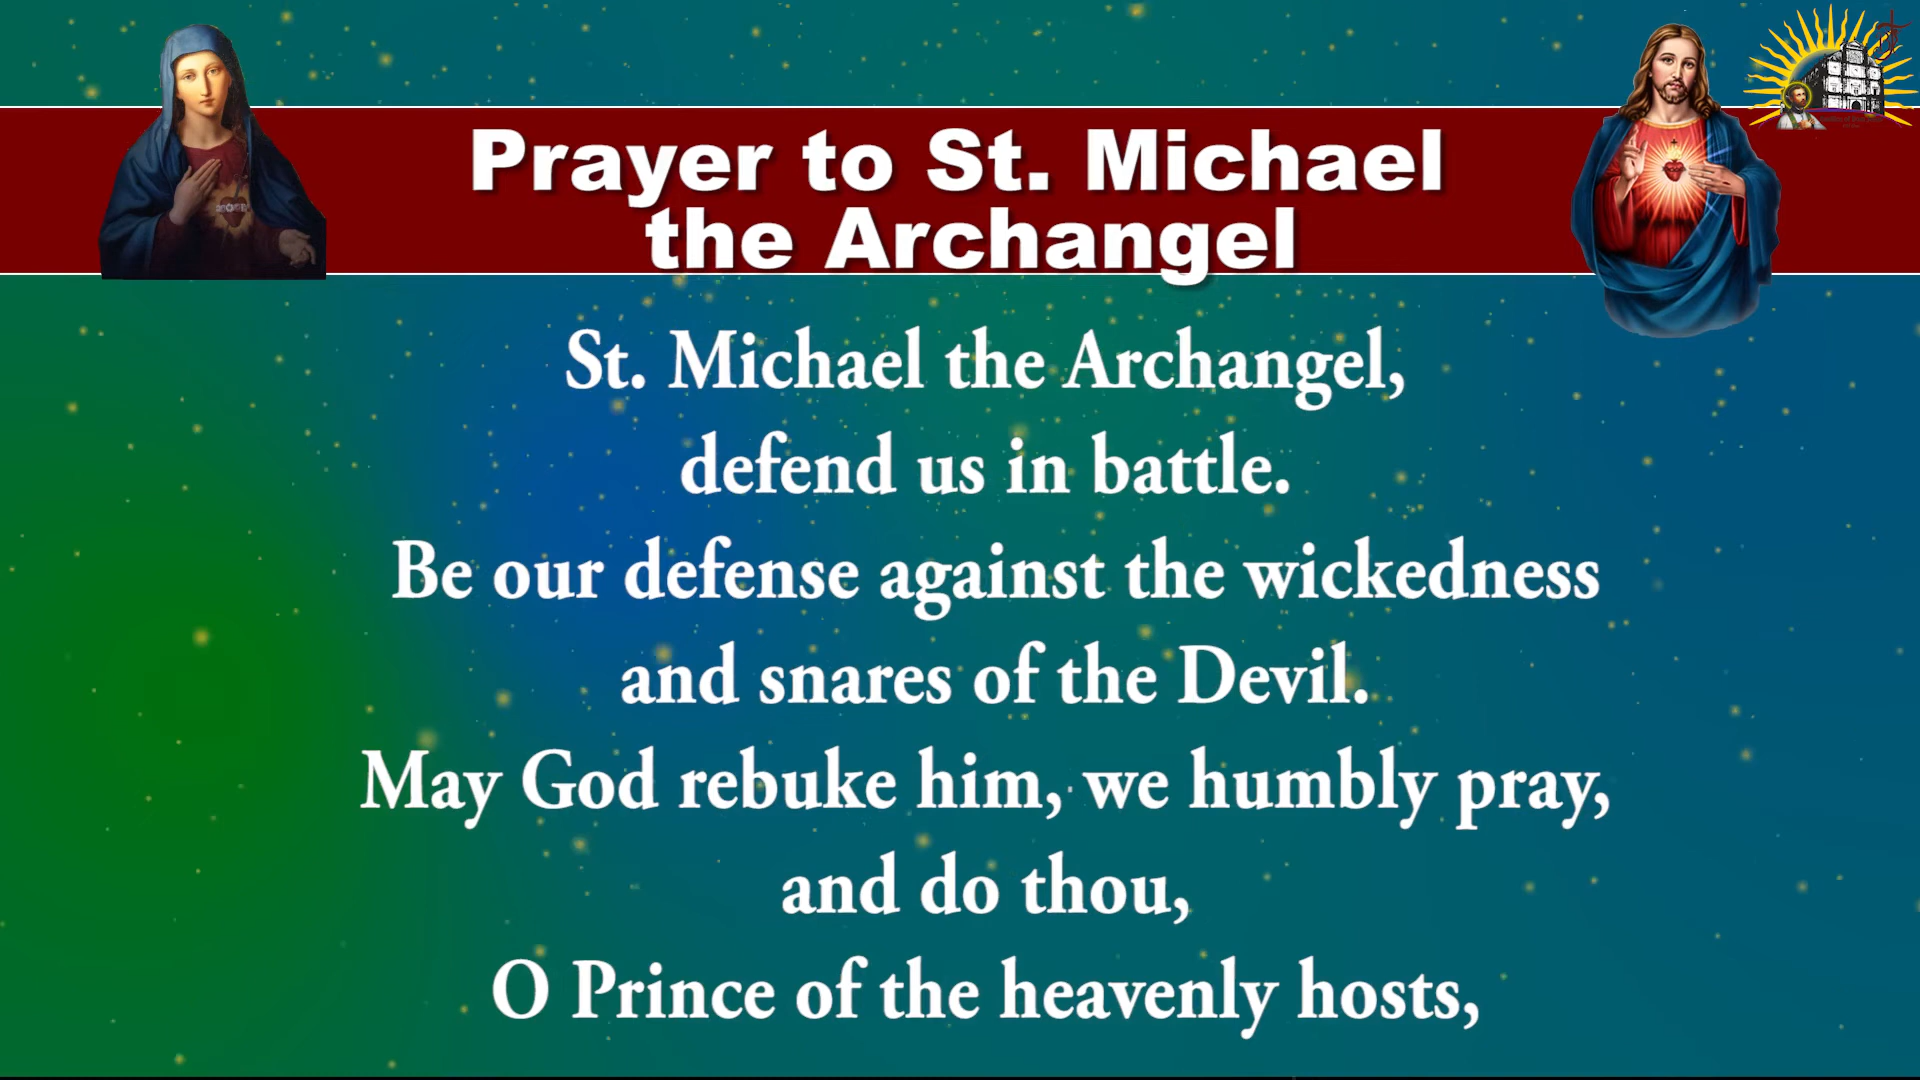 Prayer to St. Michael
the Archangel
St. Michael the Archangel,
defend us in battle.
Be our defense against the wickedness
and snares of the Devil.
May God rebuke him, we humbly pray,
and do thou,
O Prince of the heavenly hosts,